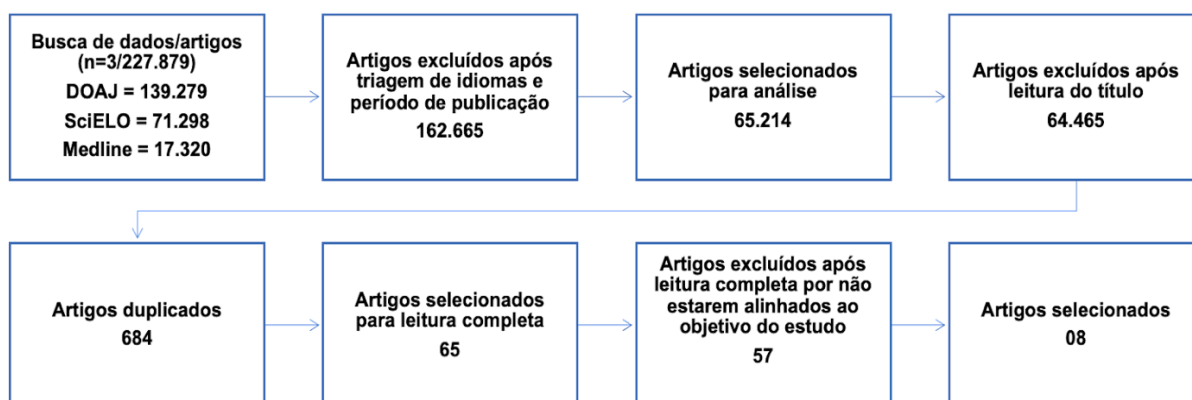 Busca de dados/artigos
(n=3/227.879)
DOAJ = 139.279
SciELO = 71.298
Medline = 17.320
Artigos excluídos após
triagem de idiomas e
período de publicação
162.665
Artigos selecionados
para análise
65.214
Artigos excluídos após
leitura do título
64.465
Artigos duplicados
684
Artigos selecionados
para leitura completa
65
Artigos excluídos após
leitura completa por não
estarem alinhados ao
objetivo do estudo
57
Artigos selecionados
08